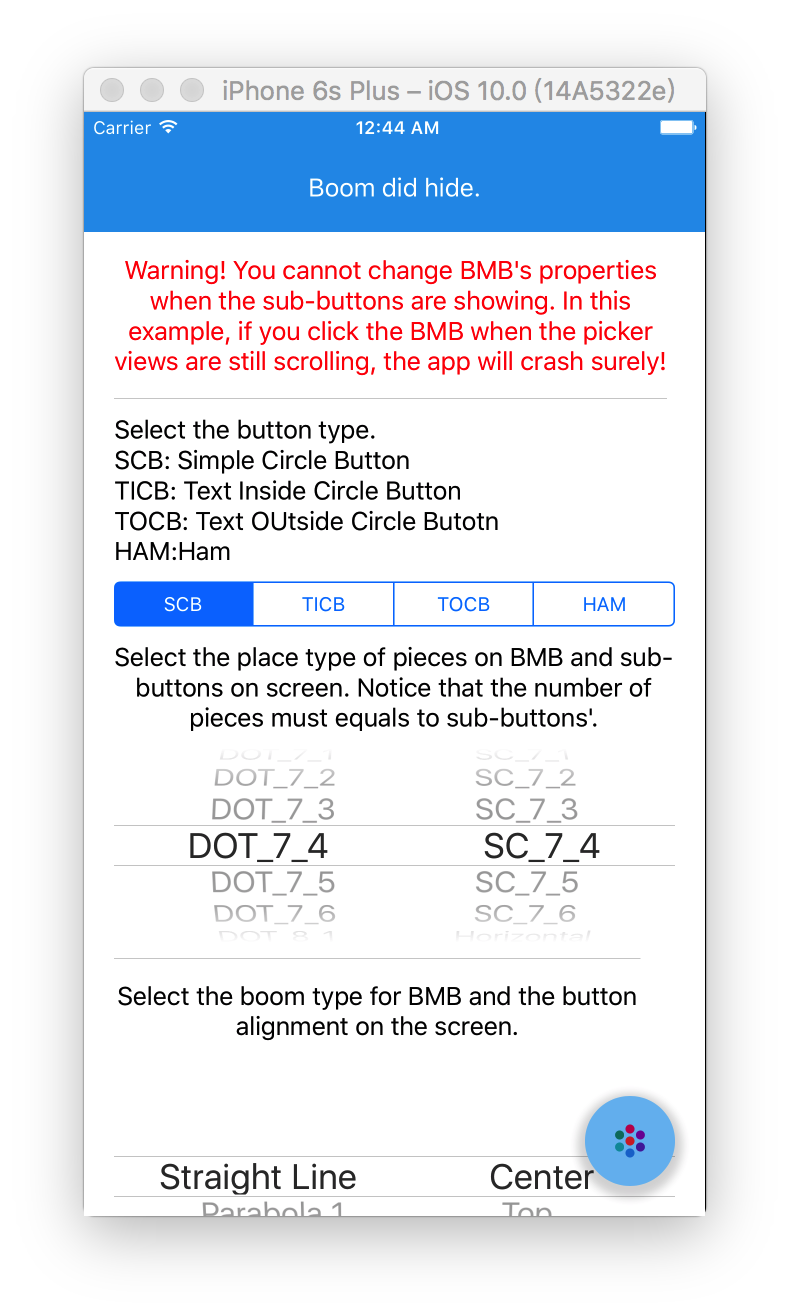 iPhone 6s Plus – iOS 10.0 (14A5322e)
Carrier 12:44 AM
Boom did hide.
Warning! You cannot change BMB's properties
when the sub-buttons are showing. In this
example, if you click the BMB when the picker
views are still scrolling, the app will crash surely!
Select the button type.
SCB: Simple Circle Button
TICB: Text Inside Circle Button
TOCB: Text OUtside Circle Butotn
HAM:Ham
SCB TICB TOCB HAM
Select the place type of pieces on BMB and sub-
buttons on screen. Notice that the number of
pieces must equals to sub-buttons'.
DOT_7_1 SC_7_1
DOT_7_2 SC_7_2
DOT_7_3 SC_7_3
DOT_7_4 SC_7_4
DOT_7_5 SC_7_5
DOT_7_6 SC_7_6
DOT_8_1 Horizontal
Select the boom type for BMB and the button
alignment on the screen.
Straight Line Center
Parabola 1 Top